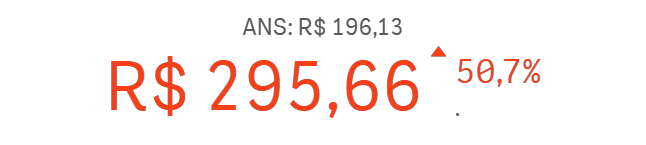 ANS: R$ 196,13
R$ 295,66 ▲ 50,7%
.